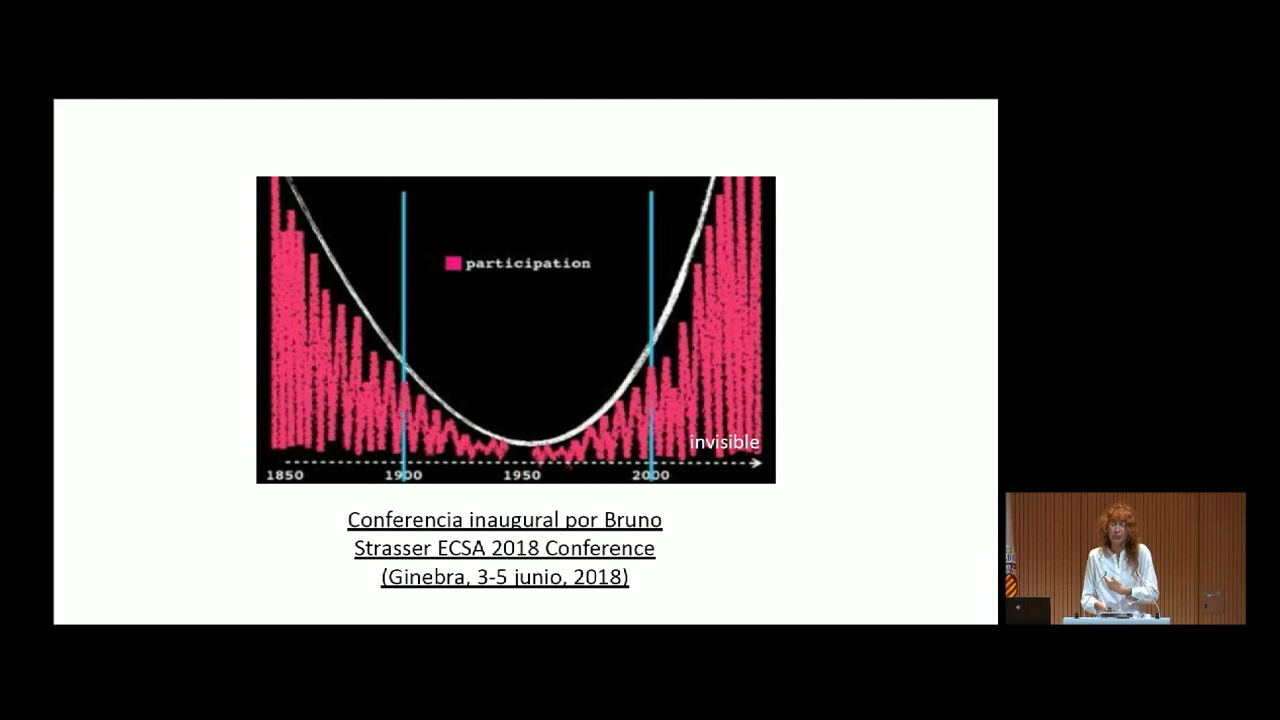 participation
invisible
1850 1900 1950 2000
Conferencia inaugural por Bruno
Strasser ECSA 2018 Conference
(Ginebra, 3-5 junio, 2018)